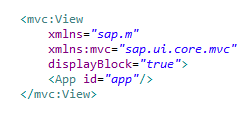 <mvc:View
xmlns="sap.m"
xmlns:mvc="sap.ui.core.mvc"
displayBlock="true">
<App id="app"/>
</mvc:View>